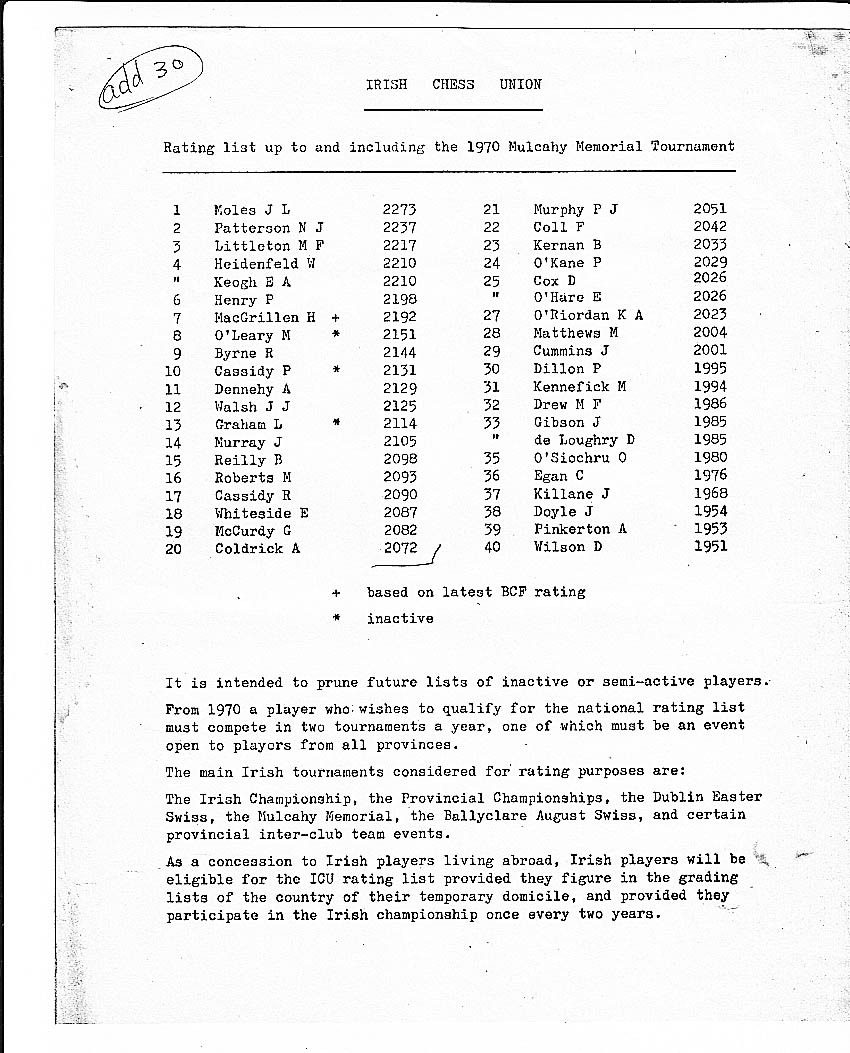 add 30
IRISH CHESS UNION
Rating list up to and including the 1970 Mulcahy Memorial Tournament
1 Moles J L 2273
2 Patterson N J 2237
3 Littleton M F 2217
4 Heidenfeld W 2210
" Keogh E A 2210
6 Henry P 2198
7 MacGrillen H + 2192
8 O'Leary M * 2151
9 Byrne R 2144
10 Cassidy P * 2131
11 Dennehy A 2129
12 Walsh J J 2125
13 Graham L * 2114
14 Murray J 2105
15 Reilly B 2098
16 Roberts M 2093
17 Cassidy R 2090
18 Whiteside E 2087
19 McCurdy G 2082
20 Coldrick A 2072
21 Murphy P J 2051
22 Coll F 2042
23 Kernan B 2033
24 O'Kane P 2029
25 Cox D 2026
" O'Hare E 2026
27 O'Riordan K A 2023
28 Matthews M 2004
29 Cummins J 2001
30 Dillon P 1995
31 Kennefick M 1994
32 Drew M F 1986
33 Gibson J 1985
" de Loughry D 1985
35 O'Siochru O 1980
36 Egan C 1976
37 Killane J 1968
38 Doyle J 1954
39 Pinkerton A 1953
40 Wilson D 1951
+ based on latest BCF rating
* inactive
It is intended to prune future lists of inactive or semi-active players.
From 1970 a player who wishes to qualify for the national rating list
must compete in two tournaments a year, one of which must be an event
open to players from all provinces.
The main Irish tournaments considered for rating purposes are:
The Irish Championship, the Provincial Championships, the Dublin Easter
Swiss, the Mulcahy Memorial, the Ballyclare August Swiss, and certain
provincial inter-club team events.
As a concession to Irish players living abroad, Irish players will be
eligible for the ICU rating list provided they figure in the grading
lists of the country of their temporary domicile, and provided they
participate in the Irish championship once every two years.